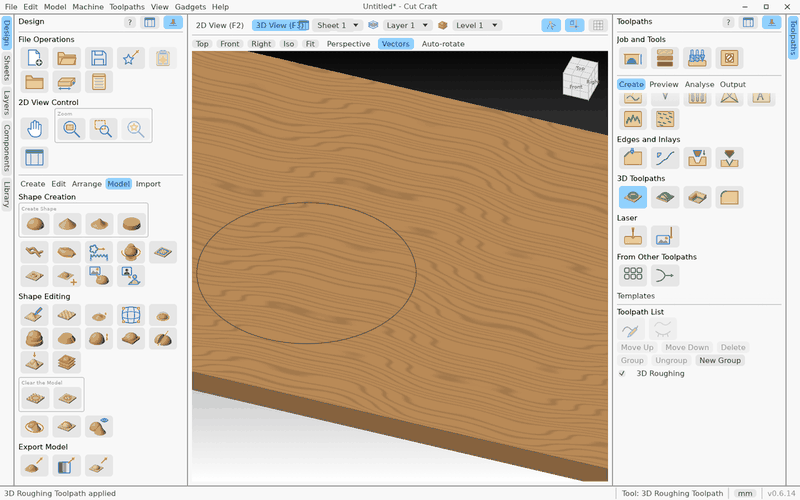 File Edit Model Machine Toolpaths View Gadgets Help
Untitled* - Cut Craft
Design
Sheets
Layers
Components
Library
Design
?
File Operations
2D View Control
Zoom
Create Edit Arrange Model Import
Shape Creation
Create Shape
Shape Editing
Clear the Model
Export Model
2D View (F2) 3D View (F3) Sheet 1 Layer 1 Level 1
Top Front Right Iso Fit Perspective Vectors Auto-rotate
Top
Front
Right
Toolpaths
?
Job and Tools
Create Preview Analyse Output
Edges and Inlays
3D Toolpaths
Laser
From Other Toolpaths
Templates
Toolpath List
Move Up Move Down Delete
Group Ungroup New Group
3D Roughing
Toolpaths
3D Roughing Toolpath applied
Tool: 3D Roughing Toolpath mm v0.6.14